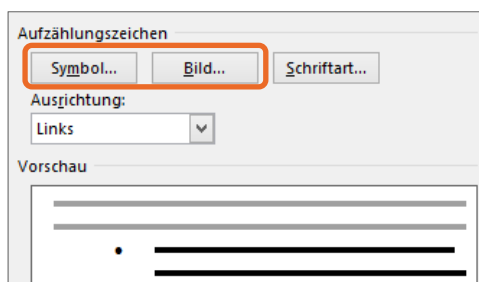 Aufzählungszeichen
Symbol... Bild... Schriftart...
Ausrichtung:
Links
Vorschau